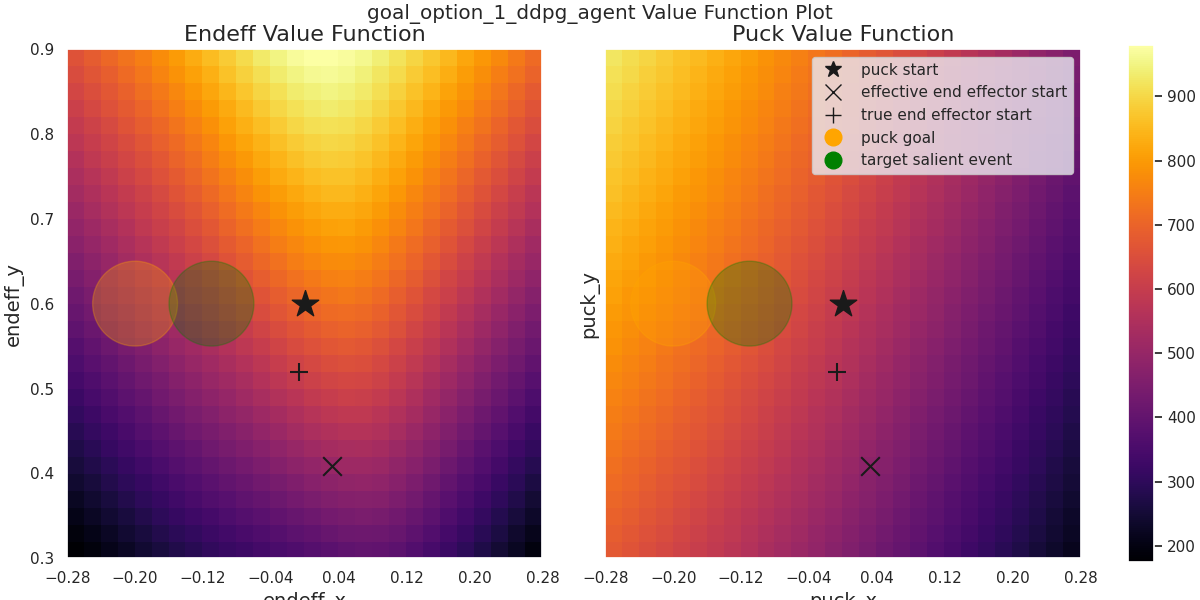 goal_option_1_ddpg_agent Value Function Plot
Endeff Value Function
Puck Value Function
endeff_y
0.9
0.8
0.7
0.6
0.5
0.4
0.3
−0.28 −0.20 −0.12 −0.04 0.04 0.12 0.20 0.28
endeff_x
puck_y
puck start
effective end effector start
true end effector start
puck goal
target salient event
−0.28 −0.20 −0.12 −0.04 0.04 0.12 0.20 0.28
puck_x
900
800
700
600
500
400
300
200